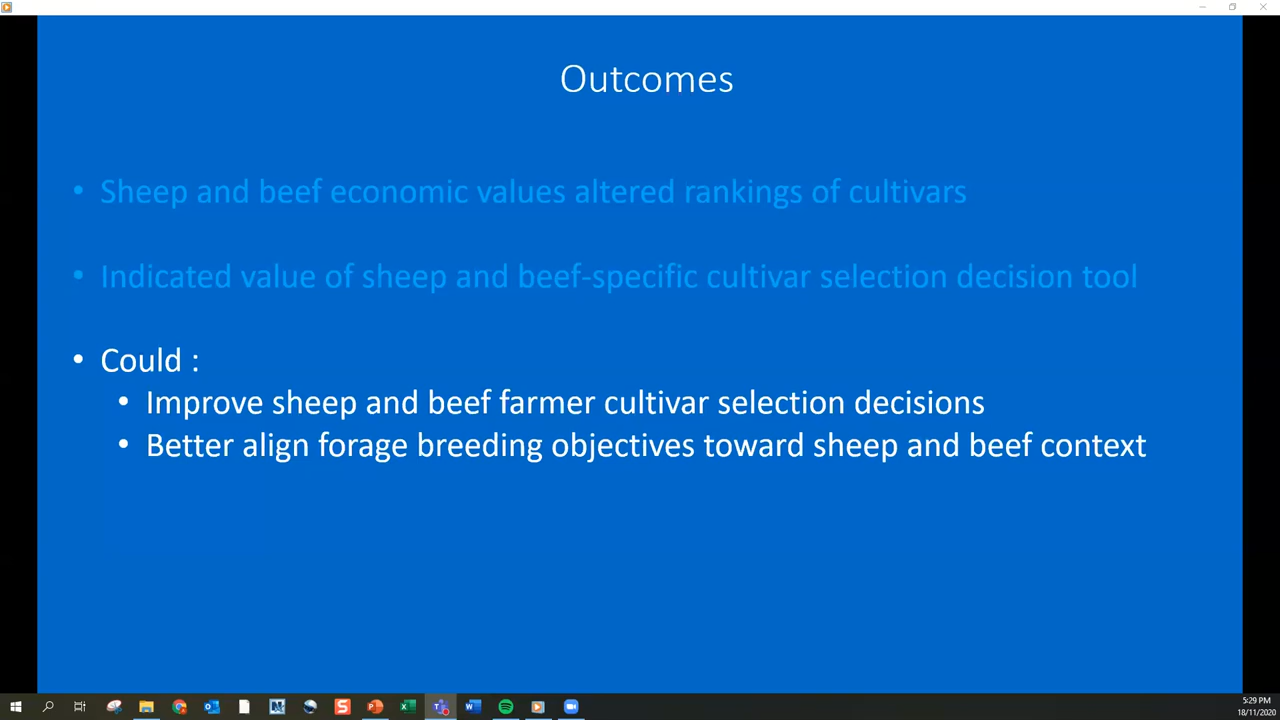 Outcomes
• Sheep and beef economic values altered rankings of cultivars
• Indicated value of sheep and beef-specific cultivar selection decision tool
• Could :
• Improve sheep and beef farmer cultivar selection decisions
• Better align forage breeding objectives toward sheep and beef context
5:29 PM
18/11/2020